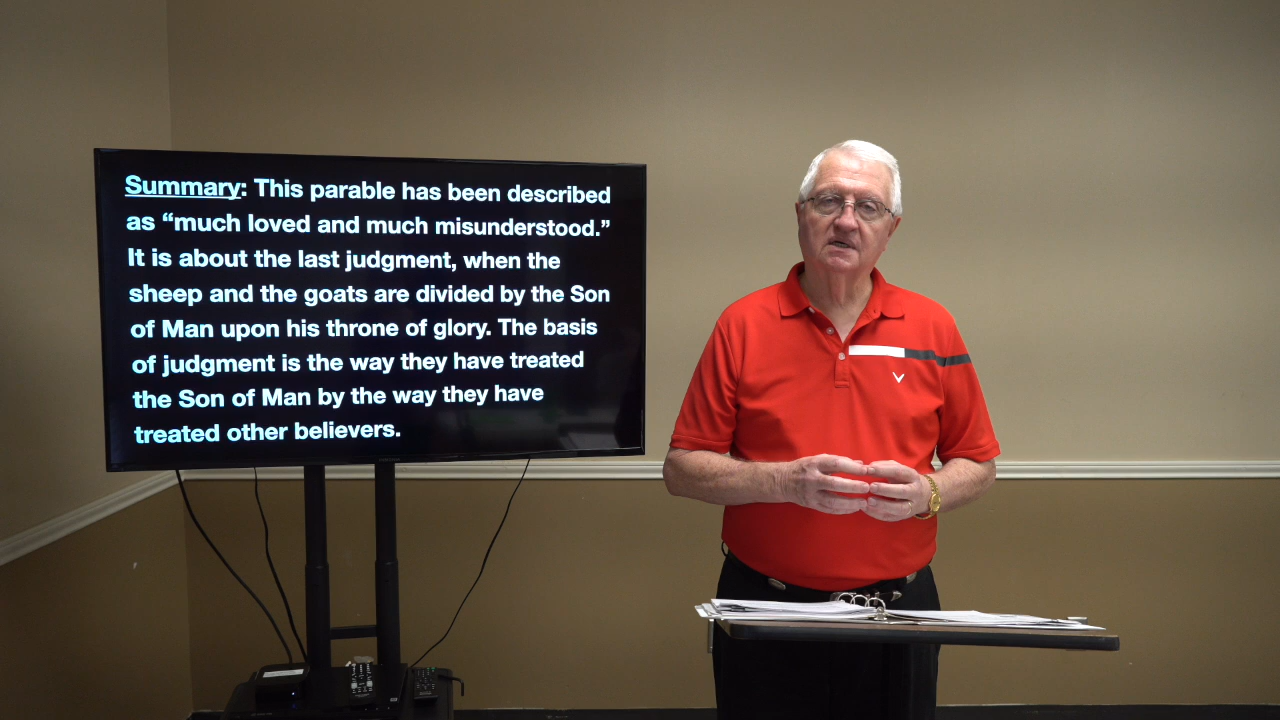 Summary: This parable has been described
as “much loved and much misunderstood.”
It is about the last judgment, when the
sheep and the goats are divided by the Son
of Man upon his throne of glory. The basis
of judgment is the way they have treated
the Son of Man by the way they have
treated other believers.